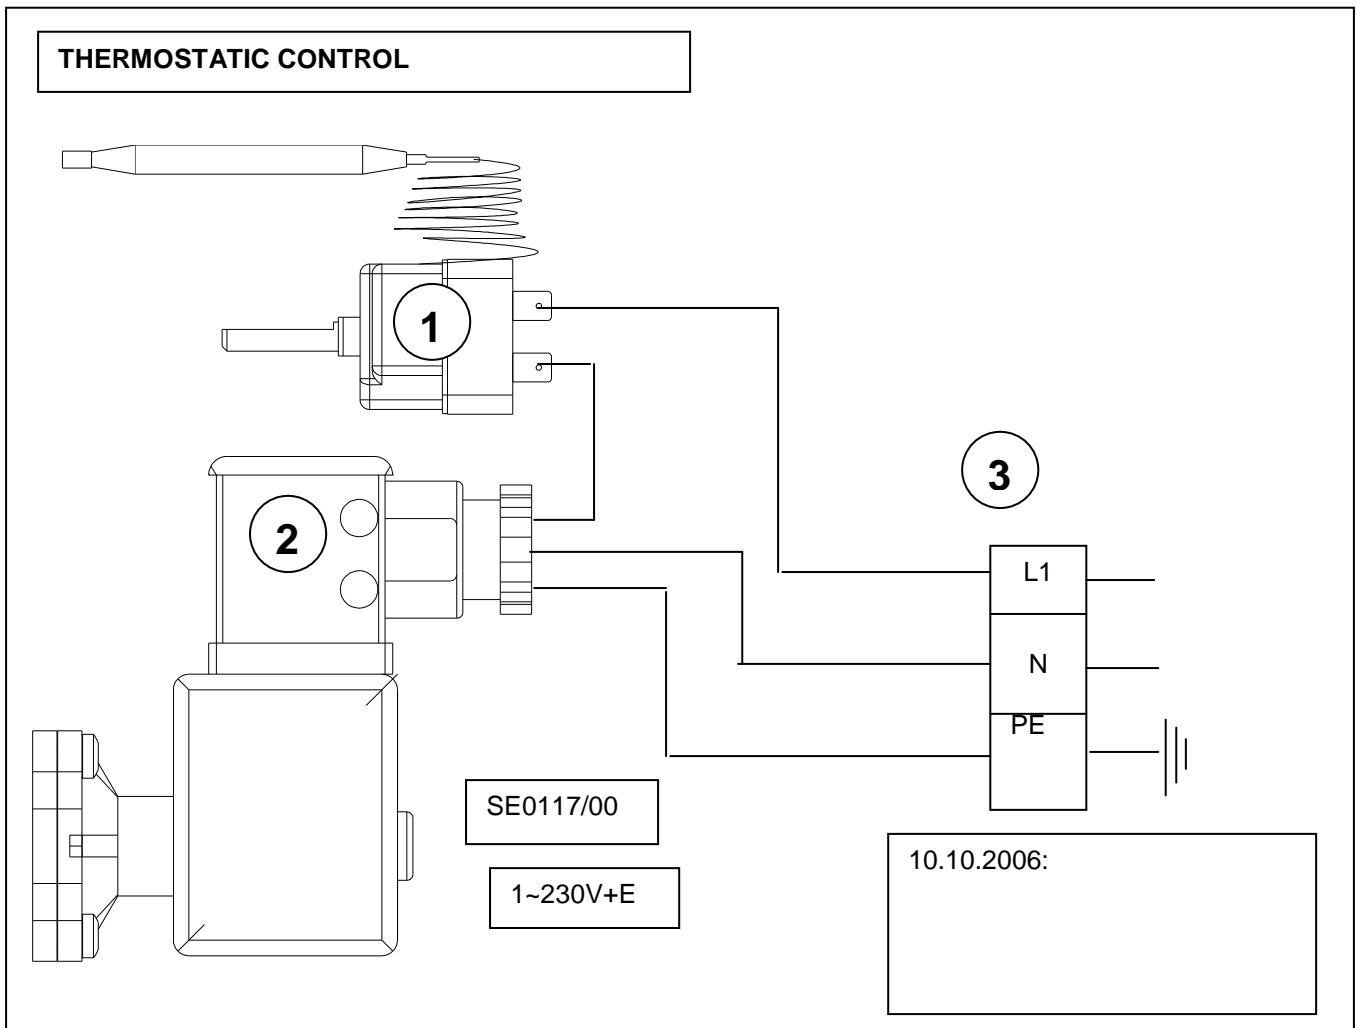 THERMOSTATIC CONTROL
1
2
3
L1
N
PE
SE0117/00
1~230V+E
10.10.2006: